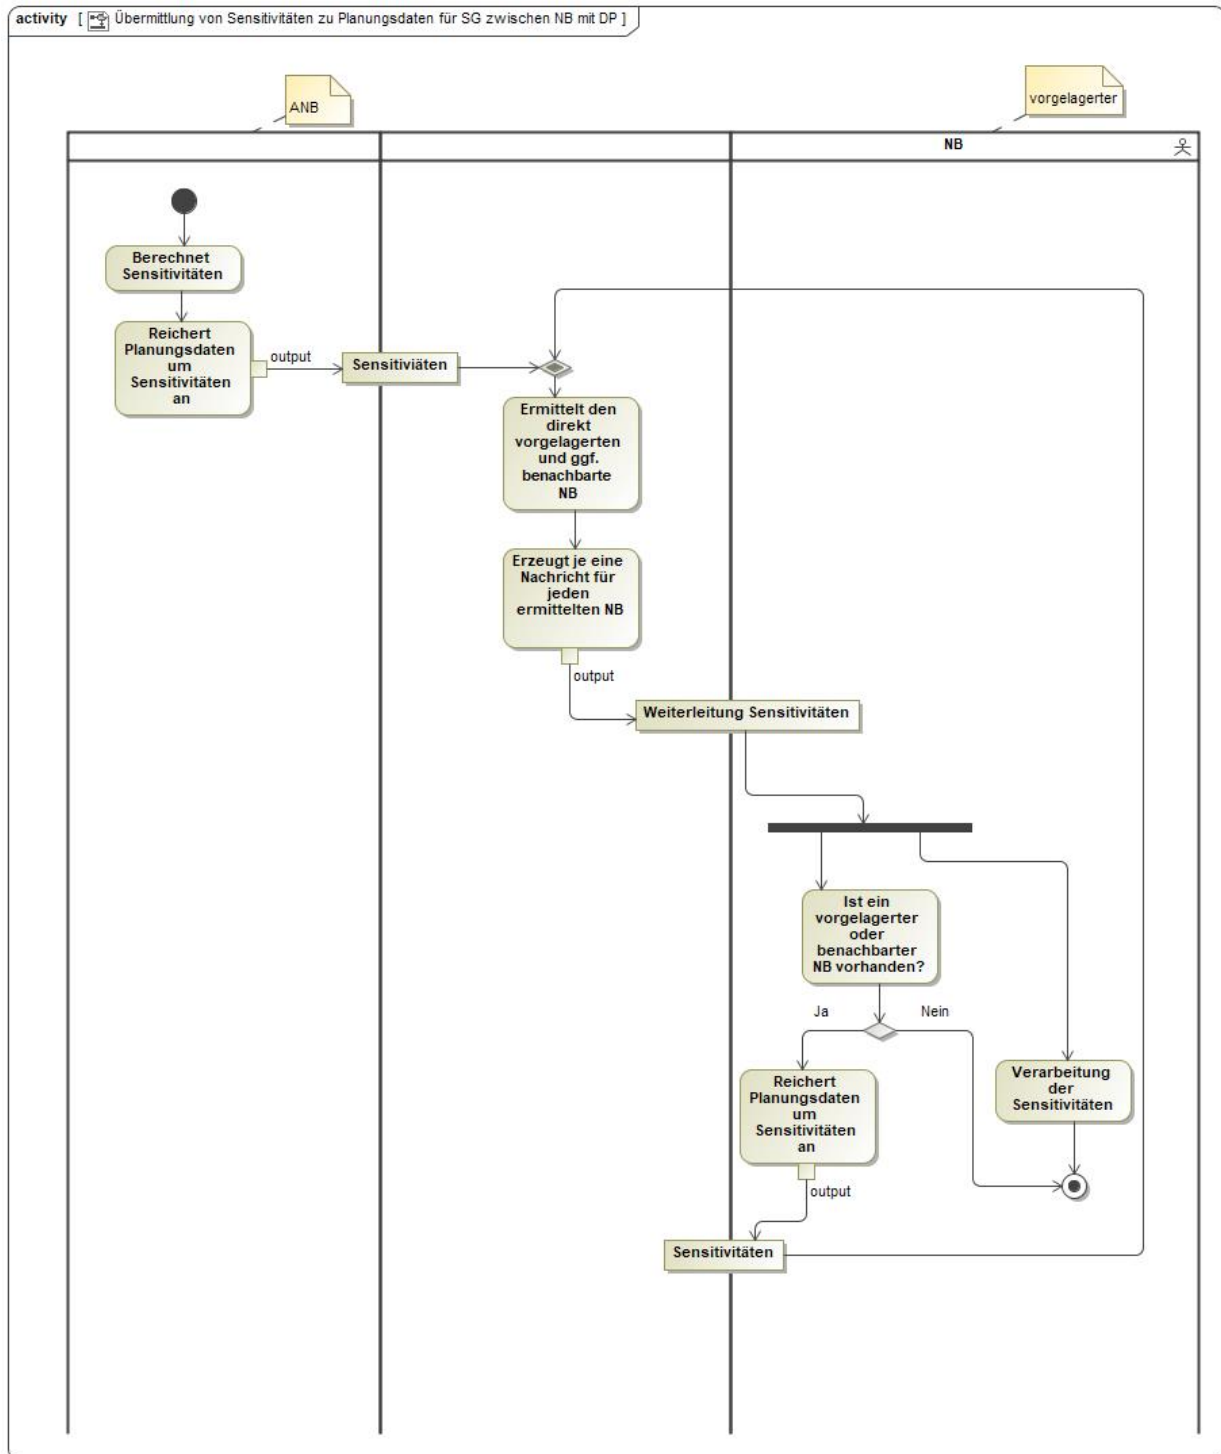 activity [ Übermittlung von Sensitivitäten zu Planungsdaten für SG zwischen NB mit DP ]
ANB
vorgelagerter
NB
Berechnet
Sensitivitäten
Reichert
Planungsdaten
um
Sensitivitäten
an
output
Sensitiviäten
Ermittelt den
direkt
vorgelagerten
und ggf.
benachbarte
NB
Erzeugt je eine
Nachricht für
jeden
ermittelten NB
output
Weiterleitung Sensitivitäten
Ist ein
vorgelagerter
oder
benachbarter
NB vorhanden?
Ja
Nein
Reichert
Planungsdaten
um
Sensitivitäten
an
Verarbeitung
der
Sensitivitäten
output
Sensitivitäten